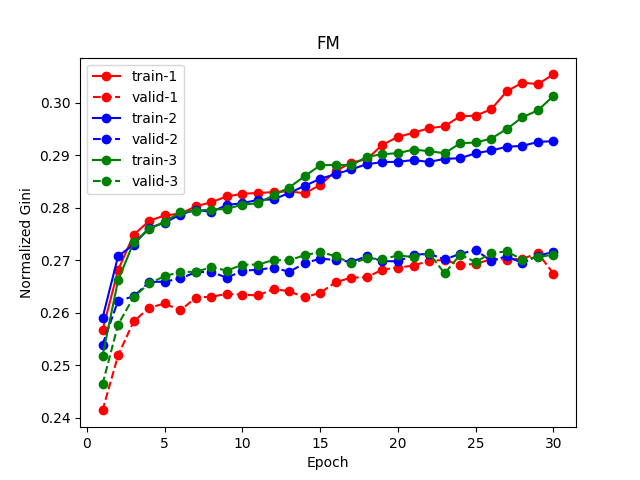 FM
train-1
valid-1
train-2
valid-2
train-3
valid-3
Normalized Gini
0.30
0.29
0.28
0.27
0.26
0.25
0.24
0 5 10 15 20 25 30
Epoch